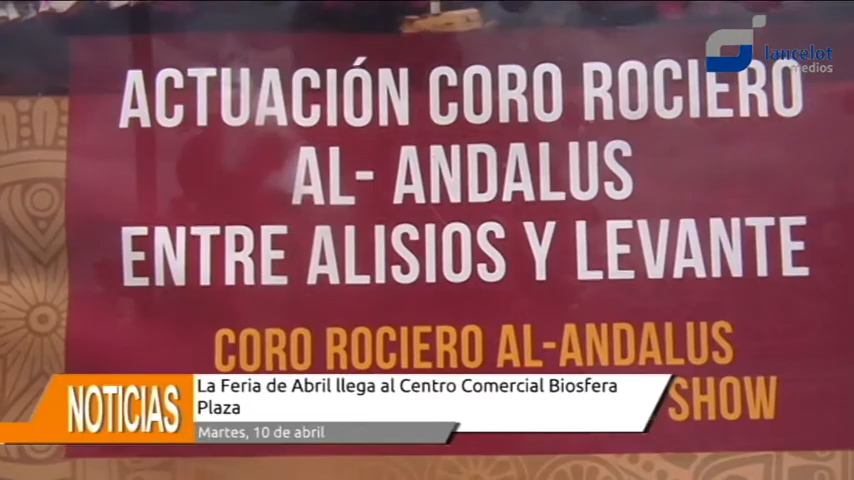 lancelot
medios
ACTUACIÓN CORO ROCIERO
AL- ANDALUS
ENTRE ALISIOS Y LEVANTE
CORO ROCIERO AL-ANDALUS
SHOW
NOTICIAS
La Feria de Abril llega al Centro Comercial Biosfera
Plaza
Martes, 10 de abril